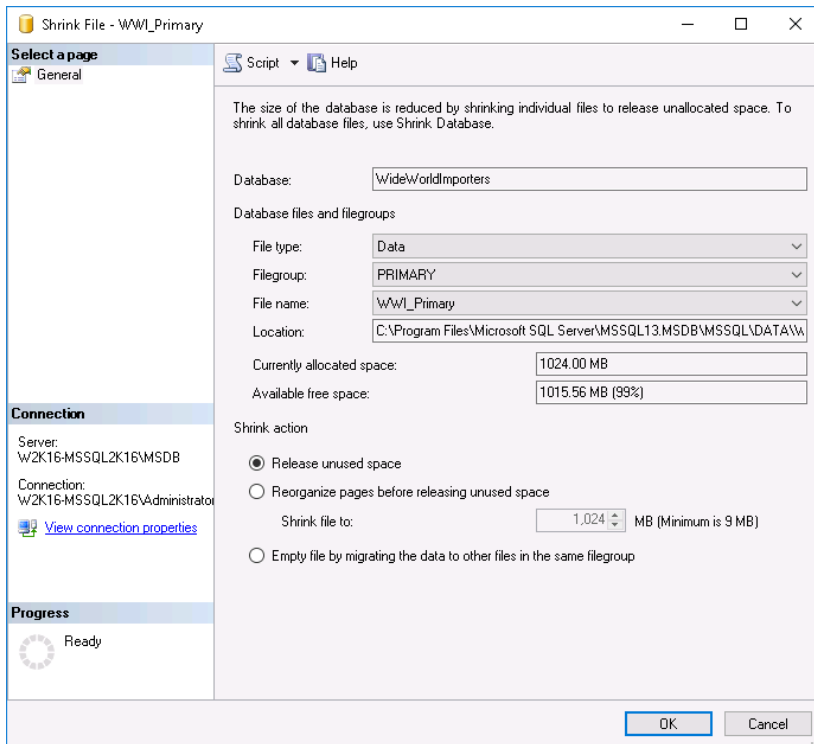 Shrink File - WWI_Primary
Select a page
General
Script
Help
The size of the database is reduced by shrinking individual files to release unallocated space. To
shrink all database files, use Shrink Database.
Database:
WideWorldImporters
Database files and filegroups
File type:
Data
Filegroup:
PRIMARY
File name:
WWI_Primary
Location:
C:\Program Files\Microsoft SQL Server\MSSQL13.MSDB\MSSQL\DATA\W
Currently allocated space:
1024.00 MB
Available free space:
1015.56 MB (99%)
Shrink action
Release unused space
Reorganize pages before releasing unused space
Shrink file to:
1,024
MB (Minimum is 9 MB)
Empty file by migrating the data to other files in the same filegroup
Connection
Server:
W2K16-MSSQL2K16\MSDB
Connection:
W2K16-MSSQL2K16\Administrator
View connection properties
Progress
Ready
OK
Cancel